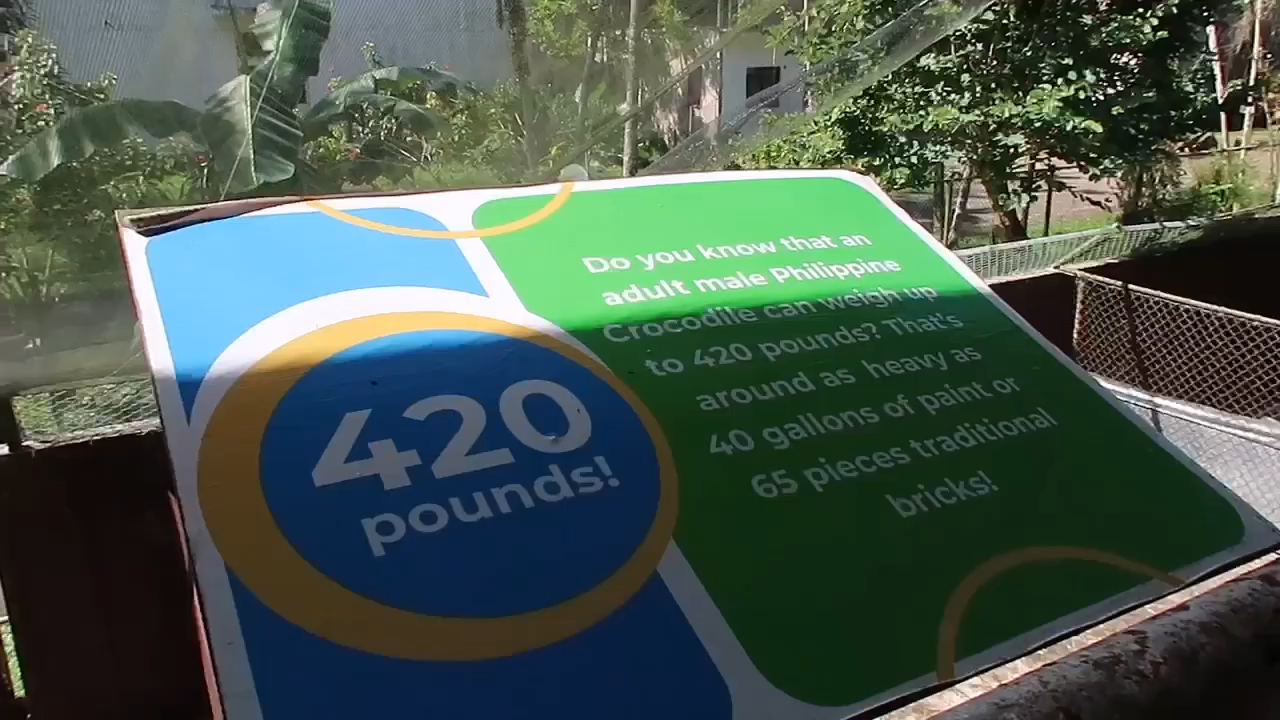 420
pounds!
Do you know that an
adult male Philippine
Crocodile can weigh up
to 420 pounds? That's
around as heavy as
40 gallons of paint or
65 pieces traditional
bricks!